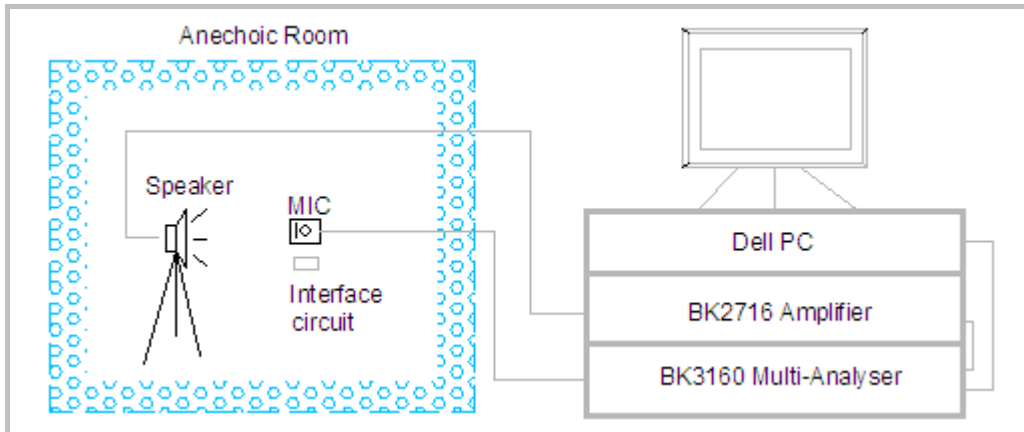 Anechoic Room
Speaker
MIC
Interface
circuit
Dell PC
BK2716 Amplifier
BK3160 Multi-Analyser